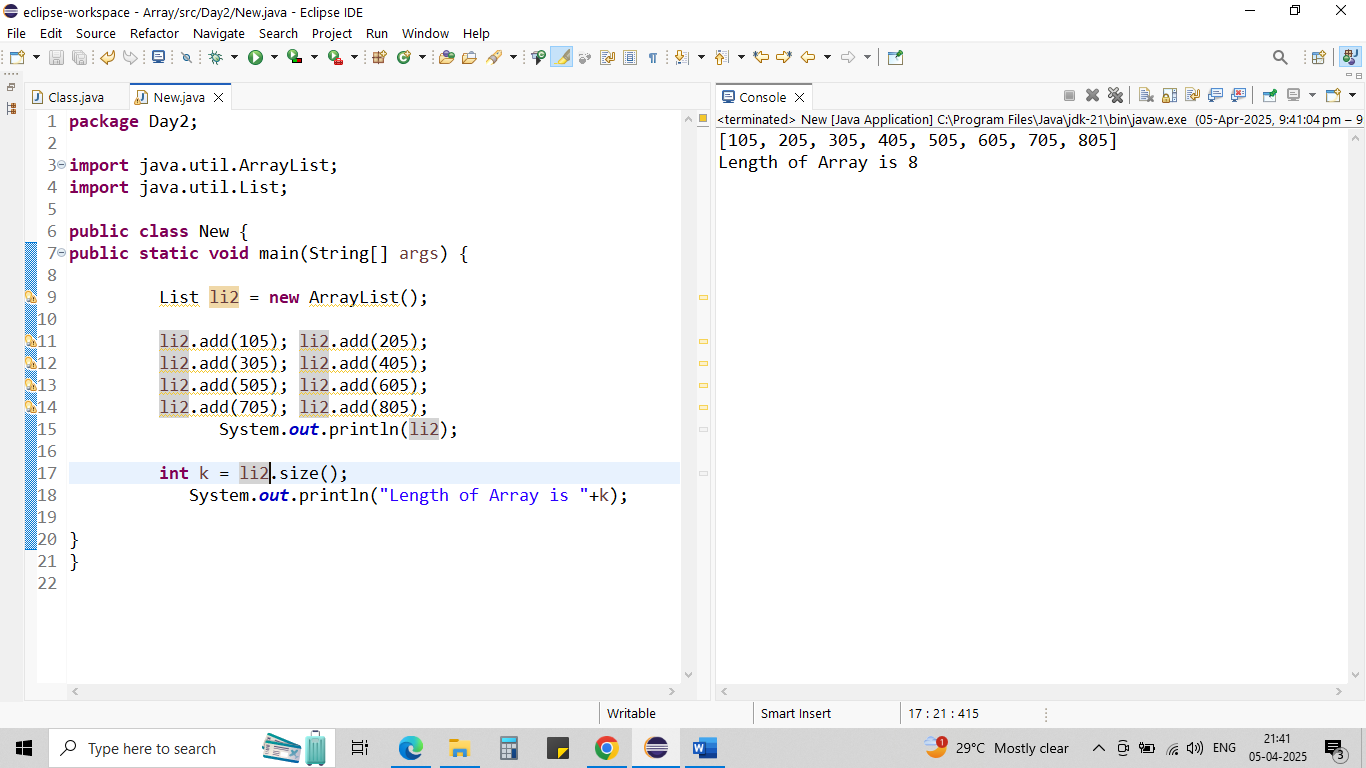 eclipse-workspace - Array/src/Day2/New.java - Eclipse IDE
File Edit Source Refactor Navigate Search Project Run Window Help
Class.java New.java
1 package Day2;
2
3 import java.util.ArrayList;
4 import java.util.List;
5
6 public class New {
7 public static void main(String[] args) {
8
9 List li2 = new ArrayList();
10
11 li2.add(105); li2.add(205);
12 li2.add(305); li2.add(405);
13 li2.add(505); li2.add(605);
14 li2.add(705); li2.add(805);
15 System.out.println(li2);
16
17 int k = li2.size();
18 System.out.println("Length of Array is "+k);
19
20 }
21 }
22
Console
<terminated> New [Java Application] C:\Program Files\Java\jdk-21\bin\javaw.exe (05-Apr-2025, 9:41:04 pm – 9
[105, 205, 305, 405, 505, 605, 705, 805]
Length of Array is 8
Writable Smart Insert 17 : 21 : 415
Type here to search
1 29°C Mostly clear ENG 21:41
05-04-2025 3